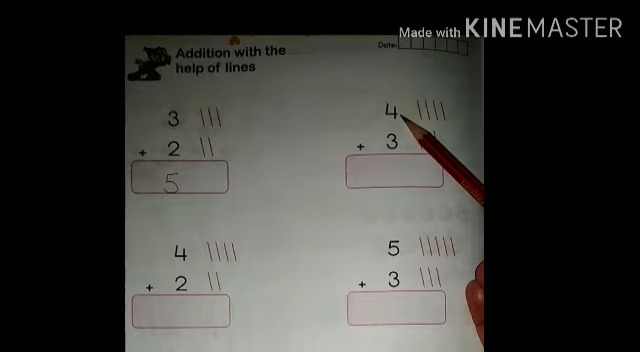 Made with KINEMASTER
Addition with the
help of lines
Date:
3
+ 2
5
4
+ 3
4
+ 2
5
+ 3